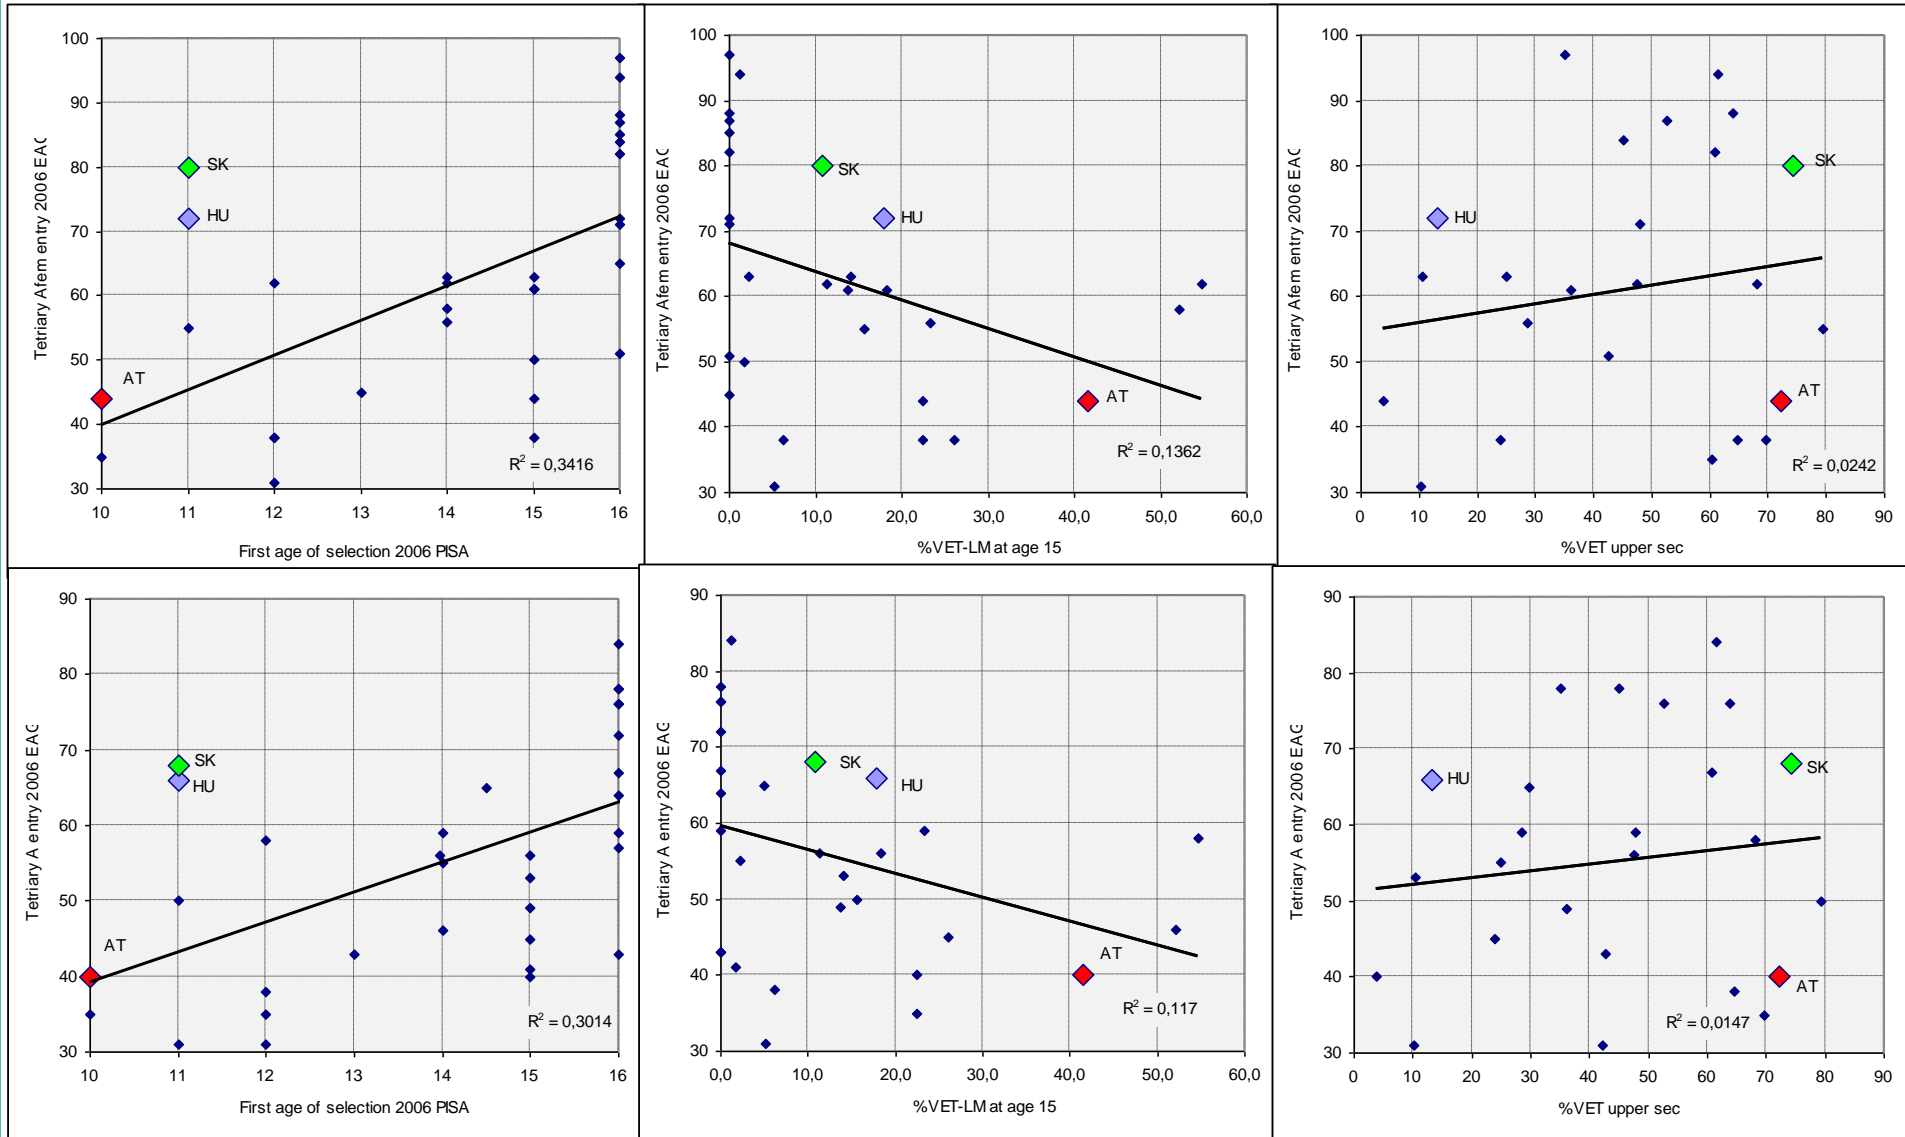 100
90
80
70
60
50
40
30
Tetriary Afem entry 2006 EAG
SK
HU
AT
R² = 0,3416
10 11 12 13 14 15 16
First age of selection 2006 PISA
100
90
80
70
60
50
40
30
Tetriary Afem entry 2006 EAG
SK
HU
AT
R² = 0,1362
0,0 10,0 20,0 30,0 40,0 50,0 60,0
%VET-LM at age 15
100
90
80
70
60
50
40
30
Tetriary Afem entry 2006 EAG
SK
HU
AT
R² = 0,0242
0 10 20 30 40 50 60 70 80 90
%VET upper sec
90
80
70
60
50
40
30
Tetriary A entry 2006 EAG
SK
HU
AT
R² = 0,3014
10 11 12 13 14 15 16
First age of selection 2006 PISA
90
80
70
60
50
40
30
Tetriary A entry 2006 EAG
SK
HU
AT
R² = 0,117
0,0 10,0 20,0 30,0 40,0 50,0 60,0
%VET-LM at age 15
90
80
70
60
50
40
30
Tetriary A entry 2006 EAG
SK
HU
AT
R² = 0,0147
0 10 20 30 40 50 60 70 80 90
%VET upper sec